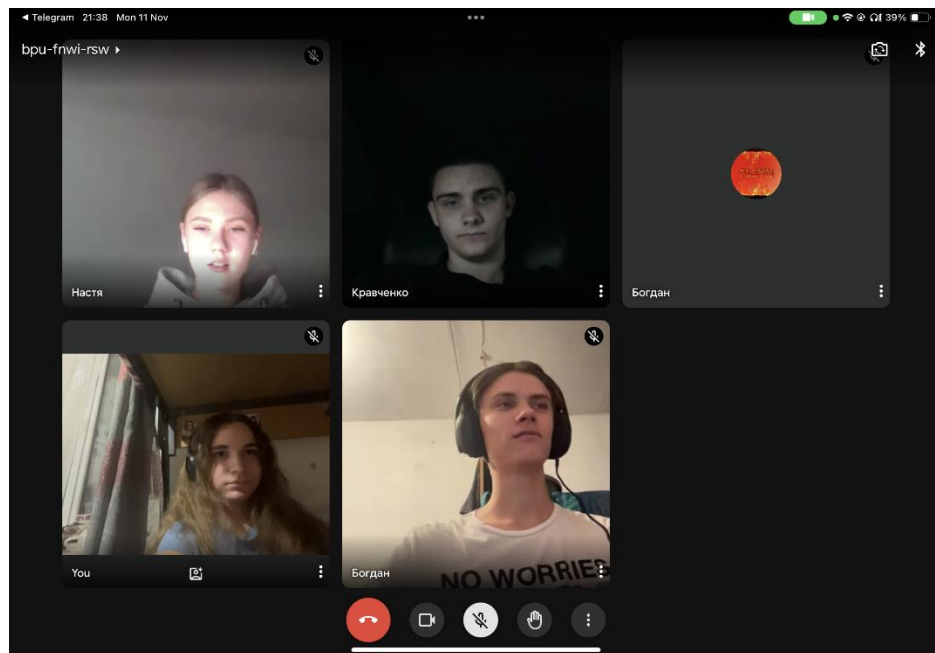 ◀ Telegram 21:38 Mon 11 Nov
39%
bpu-fnwi-rsw
Настя
Кравченко
Богдан
You
Богдан
NO WORRIES